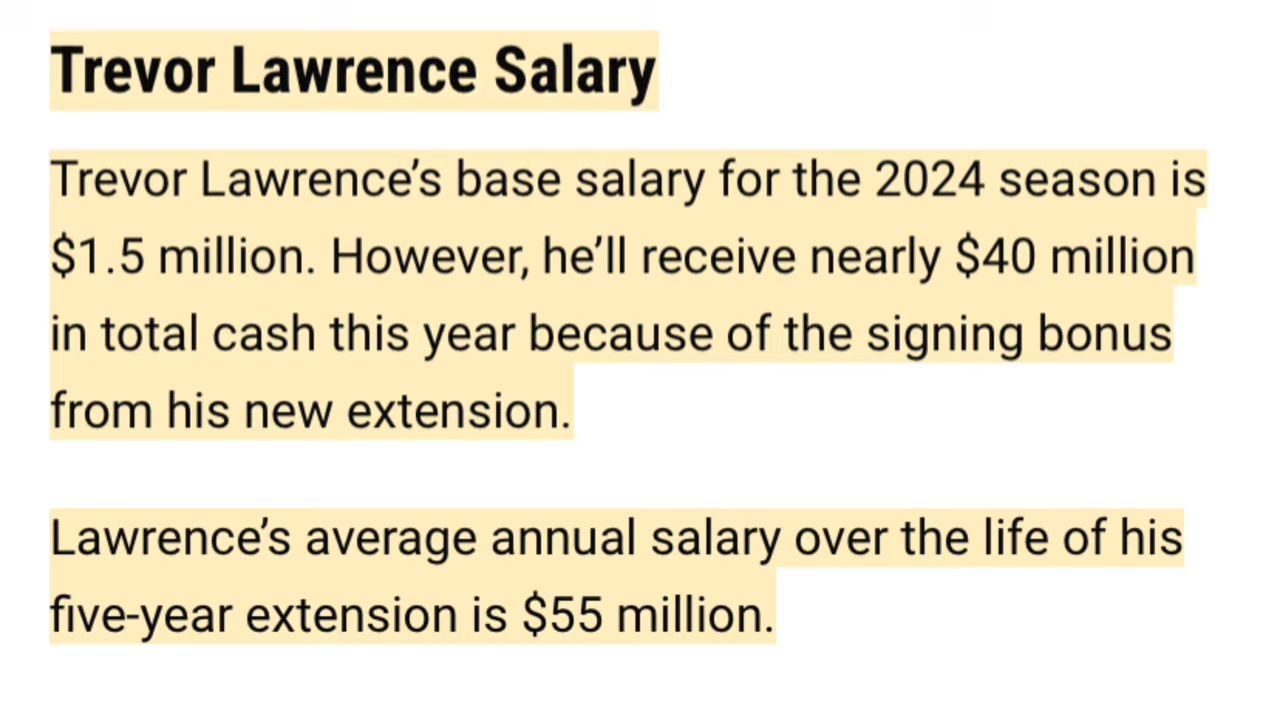 Trevor Lawrence Salary
Trevor Lawrence’s base salary for the 2024 season is
$1.5 million. However, he’ll receive nearly $40 million
in total cash this year because of the signing bonus
from his new extension.
Lawrence’s average annual salary over the life of his
five-year extension is $55 million.